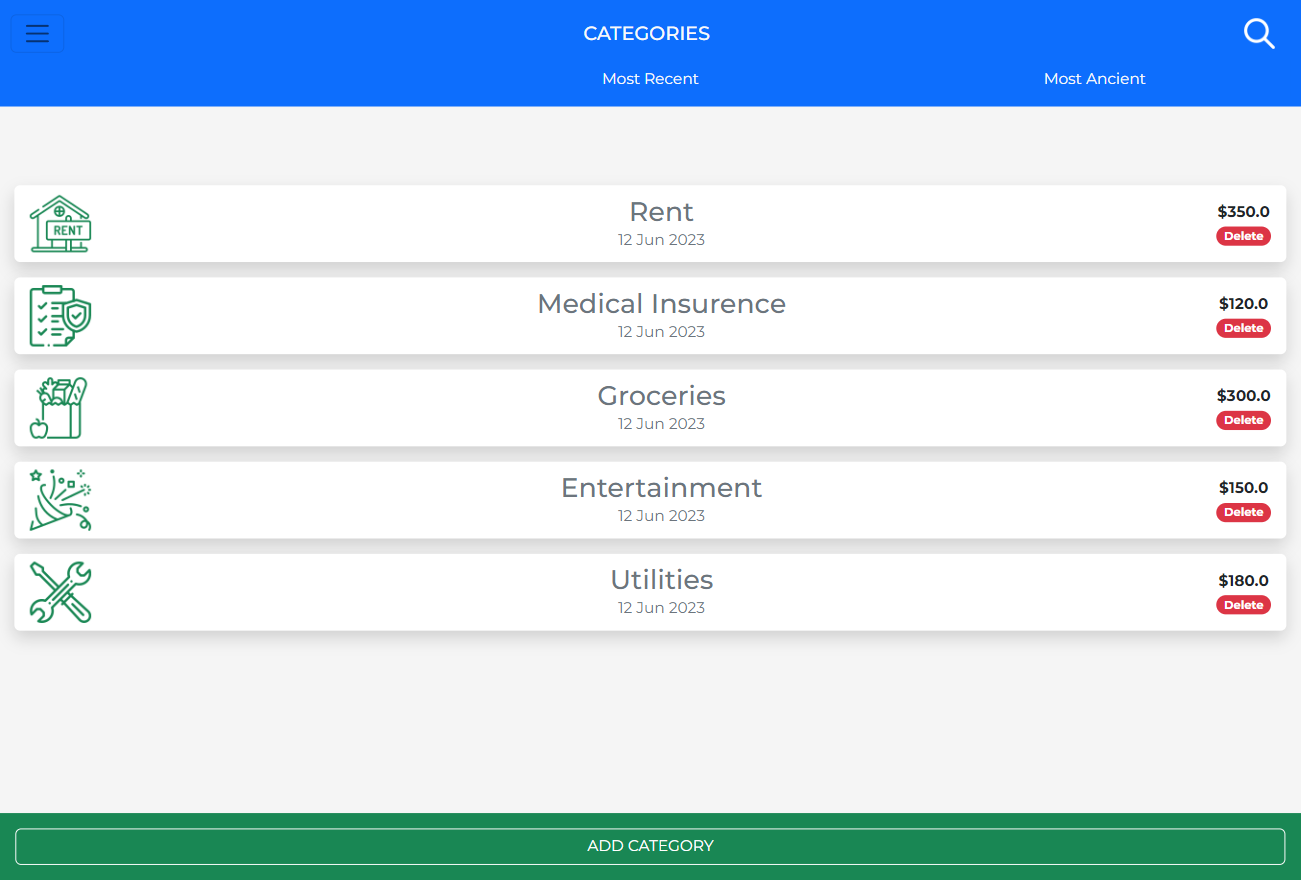 CATEGORIES
Most Recent
Most Ancient
RENT
Rent
12 Jun 2023
$350.0
Delete
Medical Insurence
12 Jun 2023
$120.0
Delete
Groceries
12 Jun 2023
$300.0
Delete
Entertainment
12 Jun 2023
$150.0
Delete
Utilities
12 Jun 2023
$180.0
Delete
ADD CATEGORY